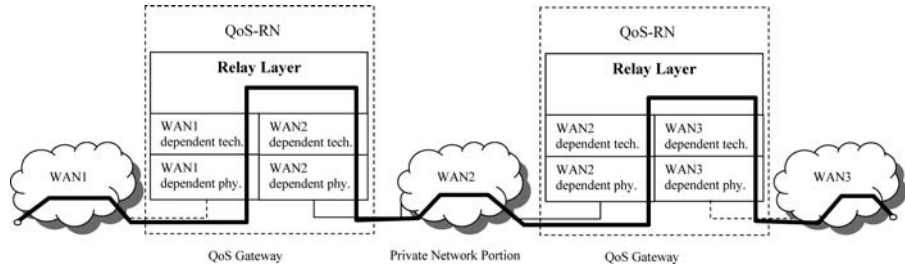 QoS-RN
Relay Layer
WAN1
dependent tech.
WAN2
dependent tech.
WAN1
dependent phy.
WAN2
dependent phy.
QoS-RN
Relay Layer
WAN2
dependent tech.
WAN3
dependent tech.
WAN2
dependent phy.
WAN3
dependent phy.
WAN1
WAN2
WAN3
QoS Gateway
Private Network Portion
QoS Gateway